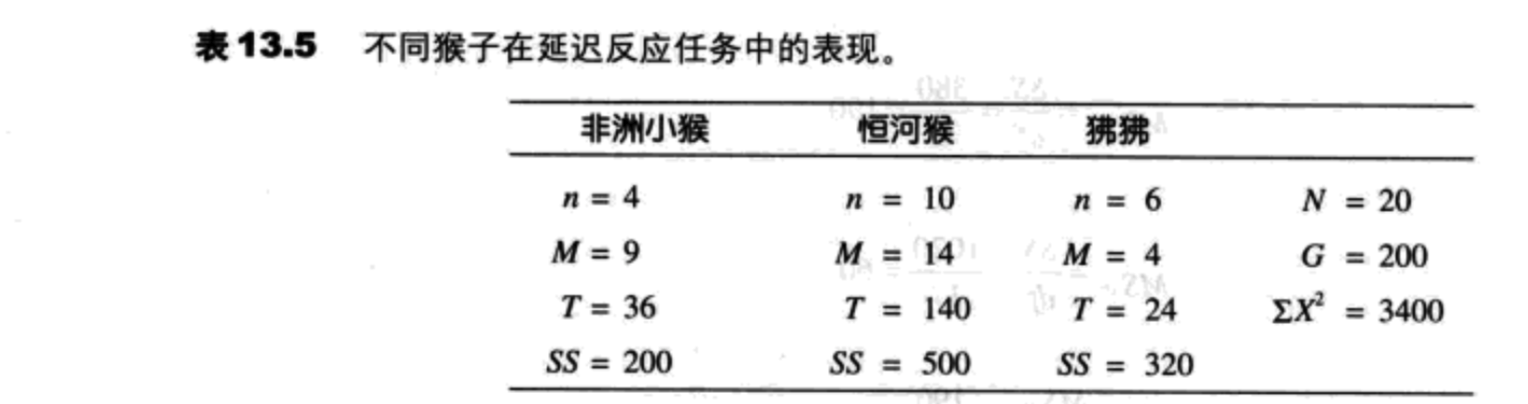 表 13.5 不同猴子在延迟反应任务中的表现。
非洲小猴 恒河猴 狒狒
n = 4 n = 10 n = 6 N = 20
M = 9 M = 14 M = 4 G = 200
T = 36 T = 140 T = 24 ΣX² = 3400
SS = 200 SS = 500 SS = 320